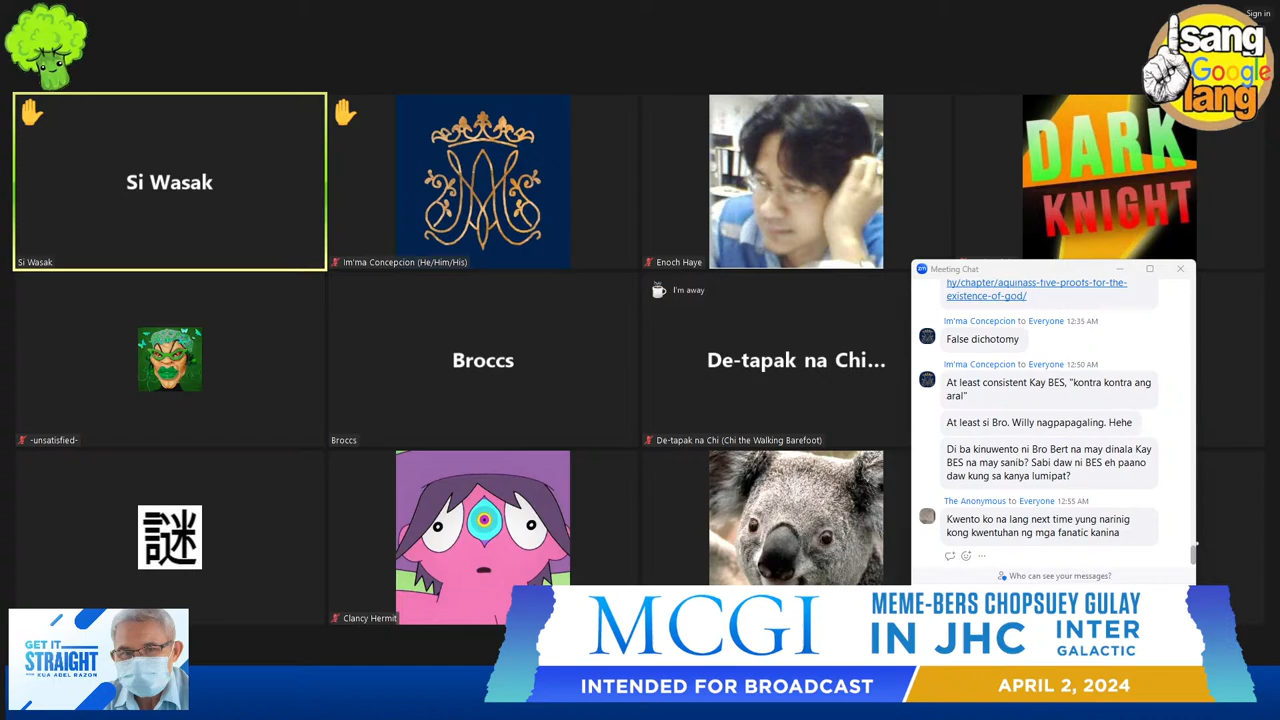 Sign in
Isang
Google
lang
Si Wasak
Si Wasak
Im'ma Concepcion (He/Him/His)
Enoch Haye
DARK
KNIGHT
-unsatisfied-
Broccs
Broccs
I'm away
De-tapak na Chi...
De-tapak na Chi (Chi the Walking Barefoot)
謎
Clancy Hermit
Meeting Chat
hy/chapter/aquinass-five-proofs-for-the-
existence-of-god/
Im'ma Concepcion to Everyone 12:35 AM
False dichotomy
Im'ma Concepcion to Everyone 12:50 AM
At least consistent Kay BES, "kontra kontra ang
aral"
At least si Bro. Willy nagpapagaling. Hehe
Di ba kinuwento ni Bro Bert na may dinala Kay
BES na may sanib? Sabi daw ni BES eh paano
daw kung sa kanya lumipat?
The Anonymous to Everyone 12:55 AM
Kwento ko na lang next time yung narinig
kong kwentuhan ng mga fanatic kanina
Who can see your messages?
GET IT
STRAIGHT
KUA ADEL RAZON
MCGI
MEME-BERS CHOPSUEY GULAY
IN JHC
INTER
GALACTIC
INTENDED FOR BROADCAST
APRIL 2, 2024